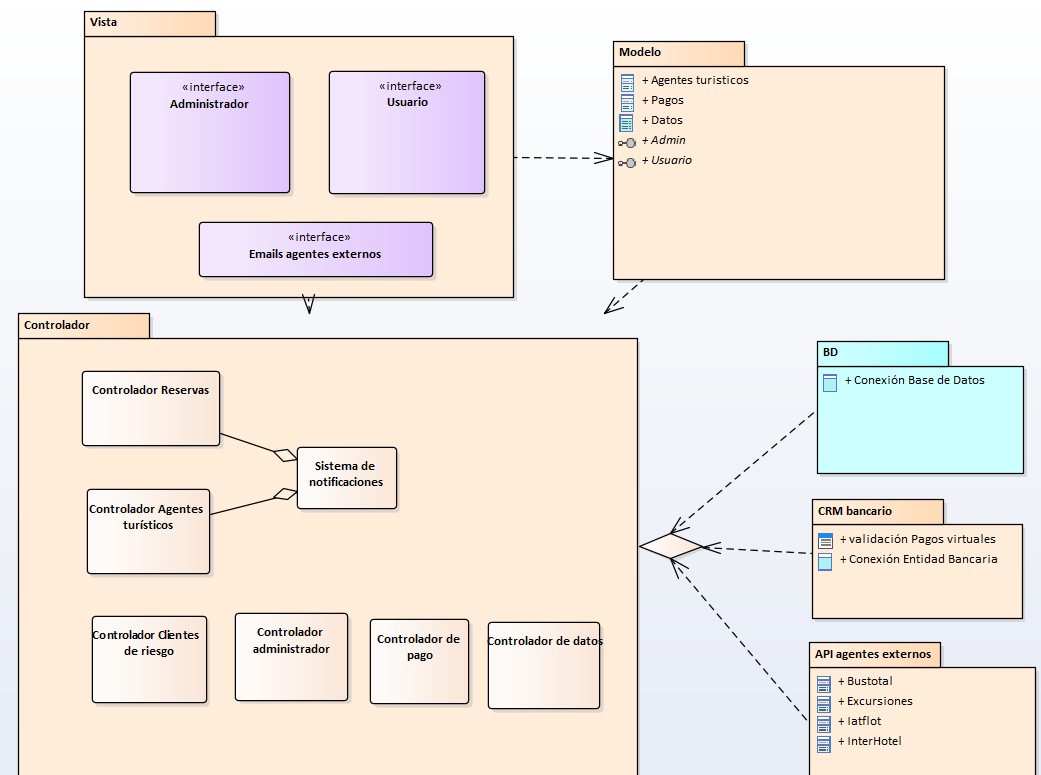 Vista
«interface»
Administrador
«interface»
Usuario
«interface»
Emails agentes externos
Modelo
+ Agentes turisticos
+ Pagos
+ Datos
+ Admin
+ Usuario
Controlador
Controlador Reservas
Sistema de
notificaciones
Controlador Agentes
turísticos
Controlador Clientes
de riesgo
Controlador
administrador
Controlador de
pago
Controlador de datos
BD
+ Conexión Base de Datos
CRM bancario
+ validación Pagos virtuales
+ Conexión Entidad Bancaria
API agentes externos
+ Bustotal
+ Excursiones
+ Iatflot
+ InterHotel